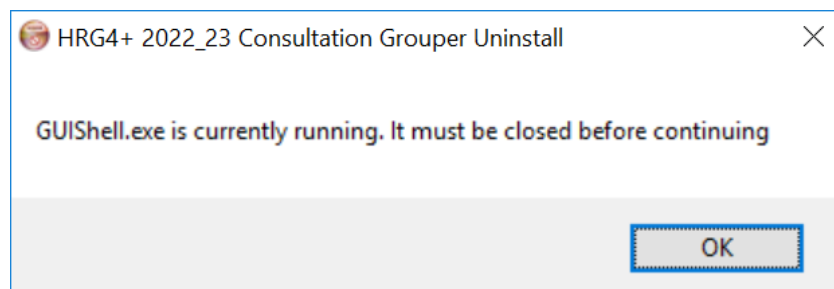 HRG4+ 2022_23 Consultation Grouper Uninstall
GUIShell.exe is currently running. It must be closed before continuing
OK